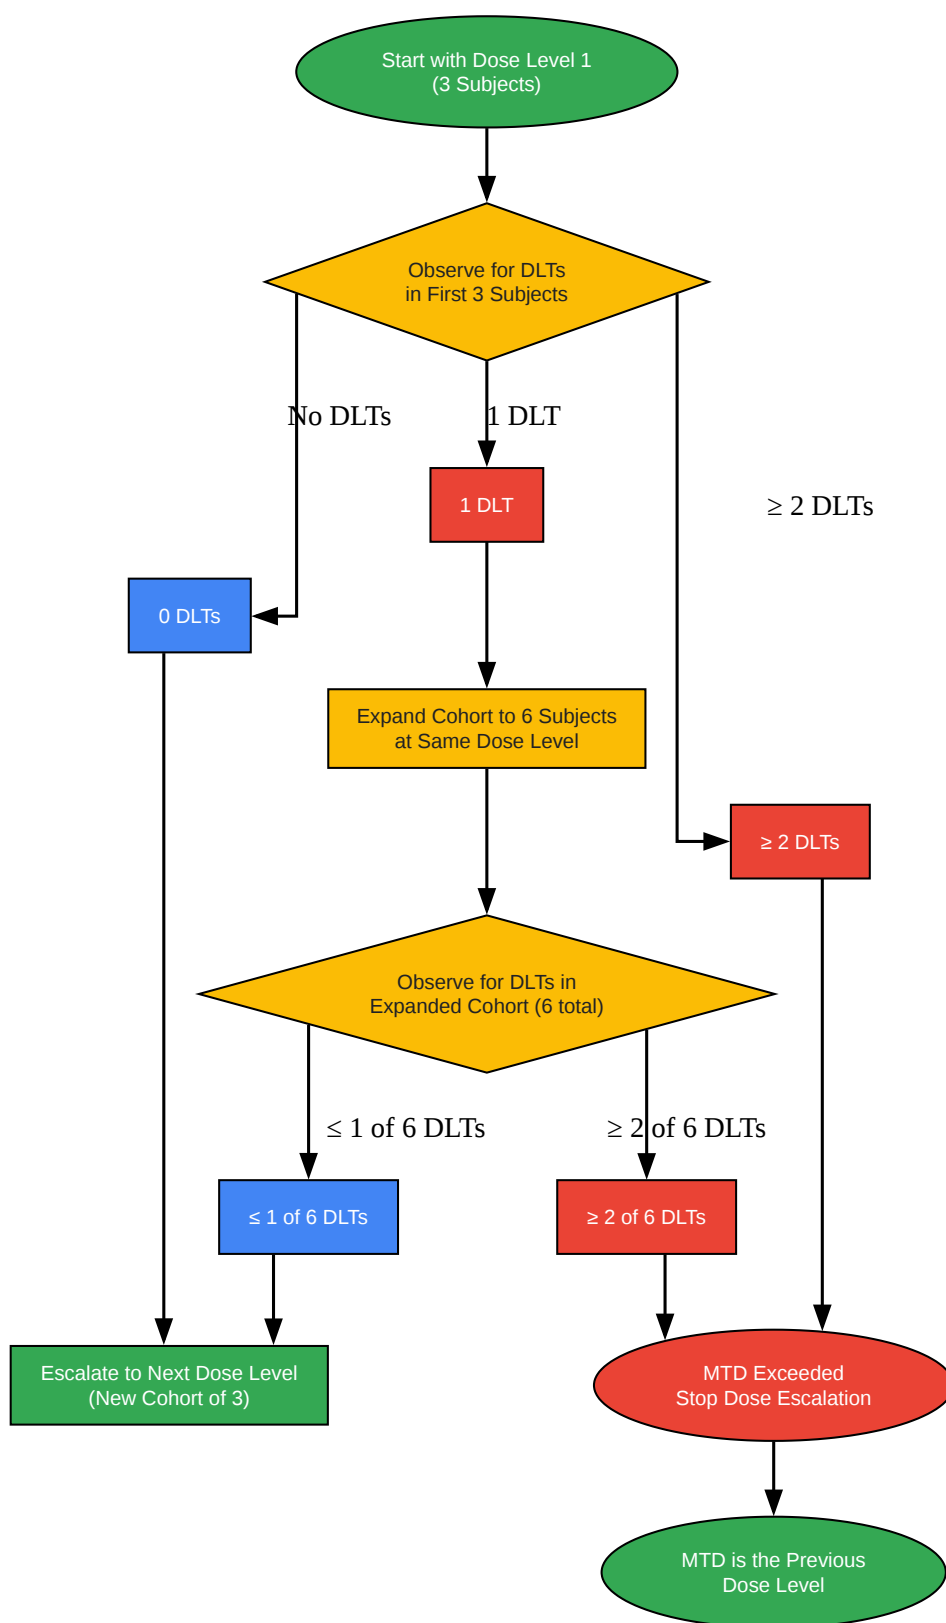 Start with Dose Level 1
(3 Subjects)
Observe for DLTs
in First 3 Subjects
No DLTs
1 DLT
≥ 2 DLTs
1 DLT
0 DLTs
Expand Cohort to 6 Subjects
at Same Dose Level
≥ 2 DLTs
Observe for DLTs in
Expanded Cohort (6 total)
≤ 1 of 6 DLTs
≥ 2 of 6 DLTs
≤ 1 of 6 DLTs
≥ 2 of 6 DLTs
Escalate to Next Dose Level
(New Cohort of 3)
MTD Exceeded
Stop Dose Escalation
MTD is the Previous
Dose Level